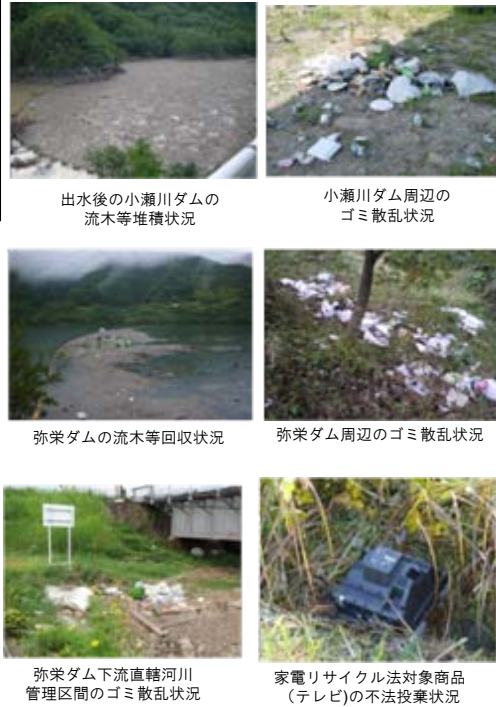 出水後の小瀬川ダムの
流木等堆積状況
小瀬川ダム周辺の
ゴミ散乱状況
弥栄ダムの流木等回収状況
弥栄ダム周辺のゴミ散乱状況
弥栄ダム下流直轄河川
管理区間のゴミ散乱状況
家電リサイクル法対象商品
（テレビ)の不法投棄状況